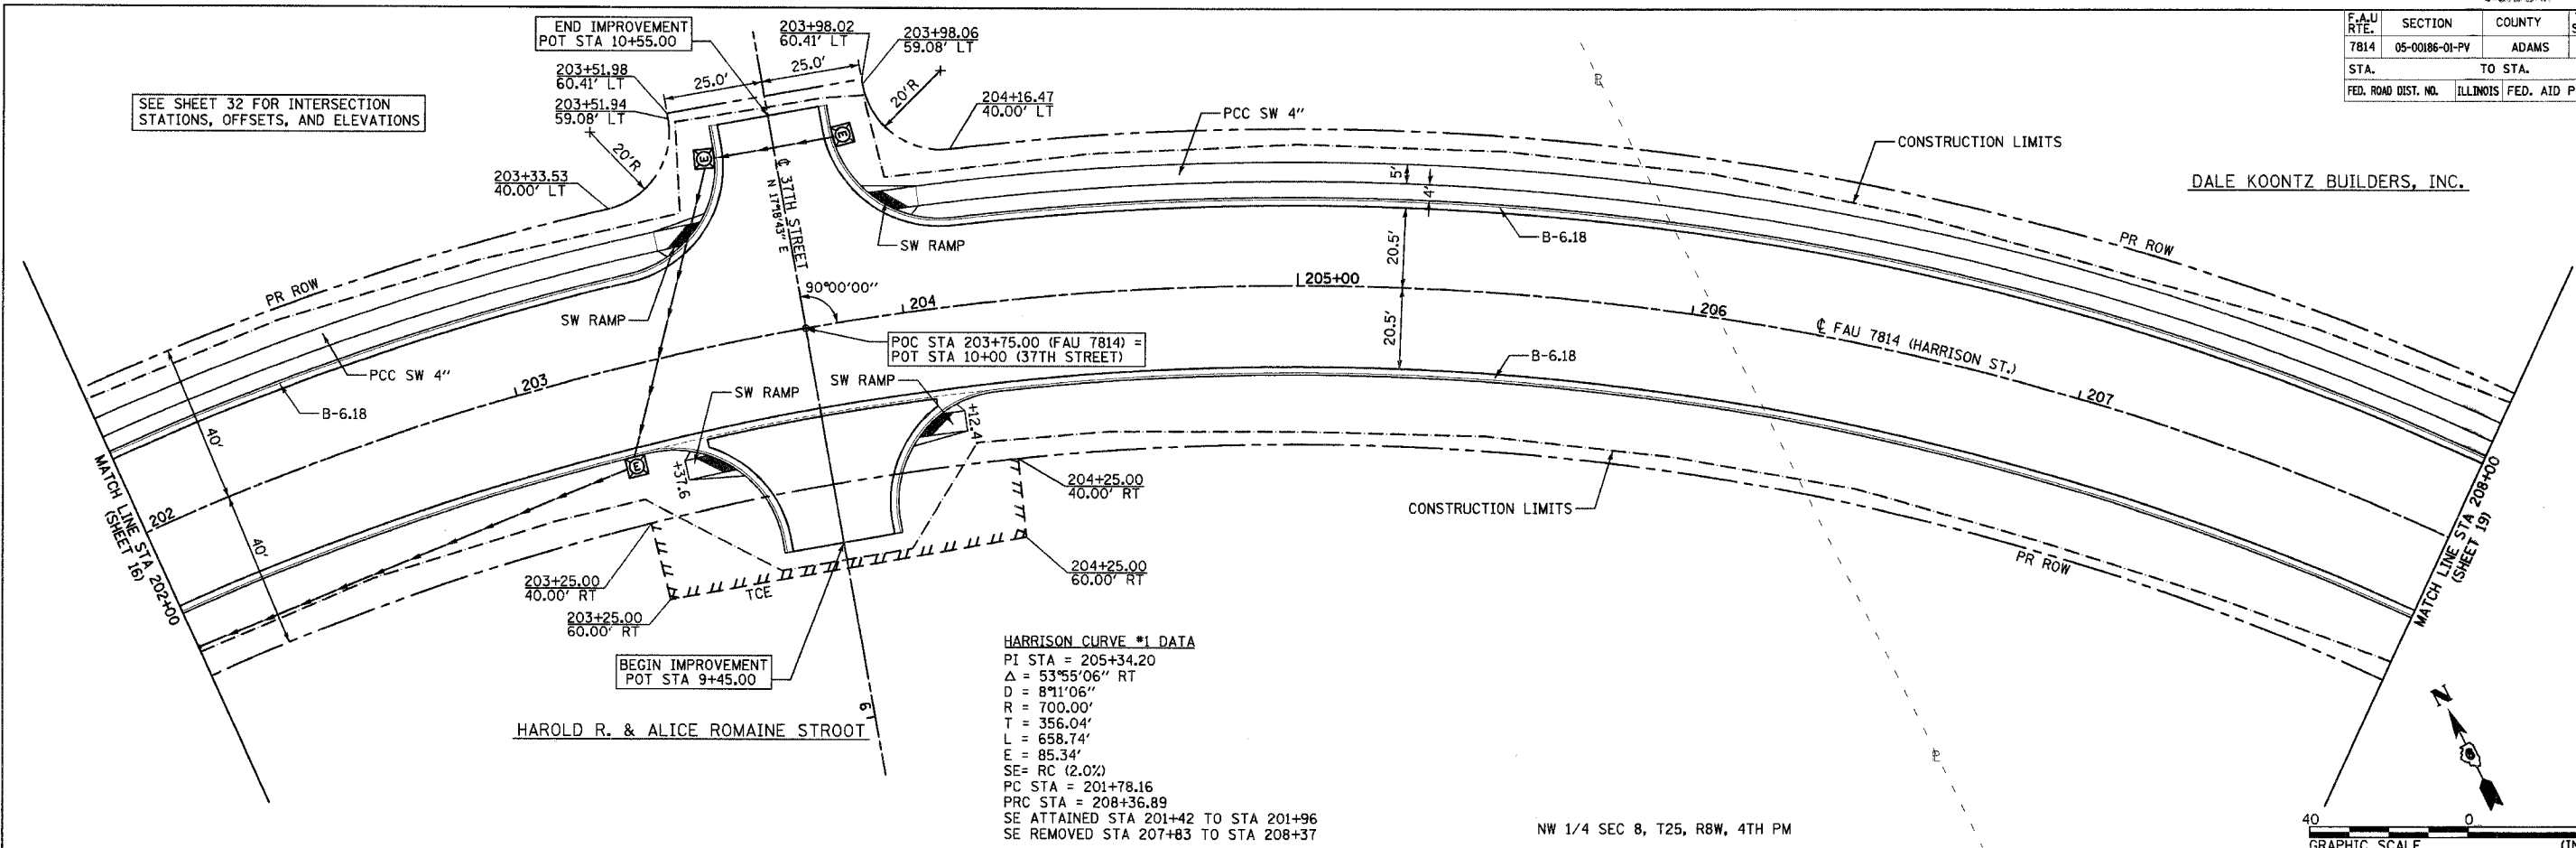 F.A.U RTE. SECTION COUNTY
7814 05-00186-01-PV ADAMS
STA. TO STA.
FED. ROAD DIST. NO. ILLINOIS FED. AID
SEE SHEET 32 FOR INTERSECTION
STATIONS, OFFSETS, AND ELEVATIONS
END IMPROVEMENT
POT STA 10+55.00
203+98.02
60.41' LT
203+98.06
59.08' LT
203+51.98
60.41' LT
203+51.94
59.08' LT
25.0'
25.0'
20'R
20'R
203+33.53
40.00' LT
204+16.47
40.00' LT
PCC SW 4"
CONSTRUCTION LIMITS
DALE KOONTZ BUILDERS, INC.
E
E
℄ 37TH STREET
N 17°18'43" E
SW RAMP
5'
4'
B-6.18
PR ROW
PR ROW
SW RAMP
90°00'00"
204
205+00
206
20.5'
20.5'
℄ FAU 7814 (HARRISON ST.)
POC STA 203+75.00 (FAU 7814) =
POT STA 10+00 (37TH STREET)
PCC SW 4"
B-6.18
203
SW RAMP
SW RAMP
B-6.18
207
40'
40'
202
MATCH LINE STA 202+00
(SHEET 16)
E
+37.6
+12.4
204+25.00
40.00' RT
CONSTRUCTION LIMITS
MATCH LINE STA 208+00
(SHEET 19)
PR ROW
203+25.00
40.00' RT
TCE
204+25.00
60.00' RT
203+25.00
60.00' RT
BEGIN IMPROVEMENT
POT STA 9+45.00
9
HAROLD R. & ALICE ROMAINE STROOT
HARRISON CURVE #1 DATA
PI STA = 205+34.20
Δ = 53°55'06" RT
D = 8°11'06"
R = 700.00'
T = 356.04'
L = 658.74'
E = 85.34'
SE= RC (2.0%)
PC STA = 201+78.16
PRC STA = 208+36.89
SE ATTAINED STA 201+42 TO STA 201+96
SE REMOVED STA 207+83 TO STA 208+37
NW 1/4 SEC 8, T2S, R8W, 4TH PM
N
40 0
GRAPHIC SCALE